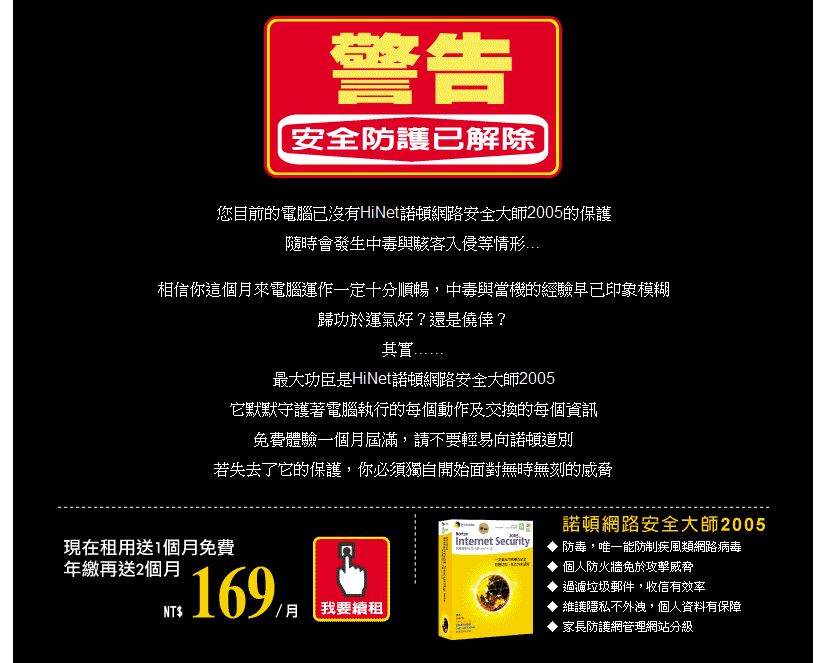 警告
安全防護已解除
您目前的電腦已沒有HiNet諾頓網路安全大師2005的保護
隨時會發生中毒與駭客入侵等情形...
相信你這個月來電腦運作一定十分順暢，中毒與當機的經驗早已印象模糊
歸功於運氣好？還是僥倖？
其實……
最大功臣是HiNet諾頓網路安全大師2005
它默默守護著電腦執行的每個動作及交換的每個資訊
免費體驗一個月屆滿，請不要輕易向諾頓道別
若失去了它的保護，你必須獨自開始面對無時無刻的威脅
現在租用送1個月免費
年繳再送2個月
NT$ 169/月
我要續租
Norton
2005
Internet Security
諾頓網路安全大師2005
◆ 防毒，唯一能防制疾風類網路病毒
◆ 個人防火牆免於攻擊威脅
◆ 過濾垃圾郵件，收信有效率
◆ 維護隱私不外洩，個人資料有保障
◆ 家長防護網管理網站分級